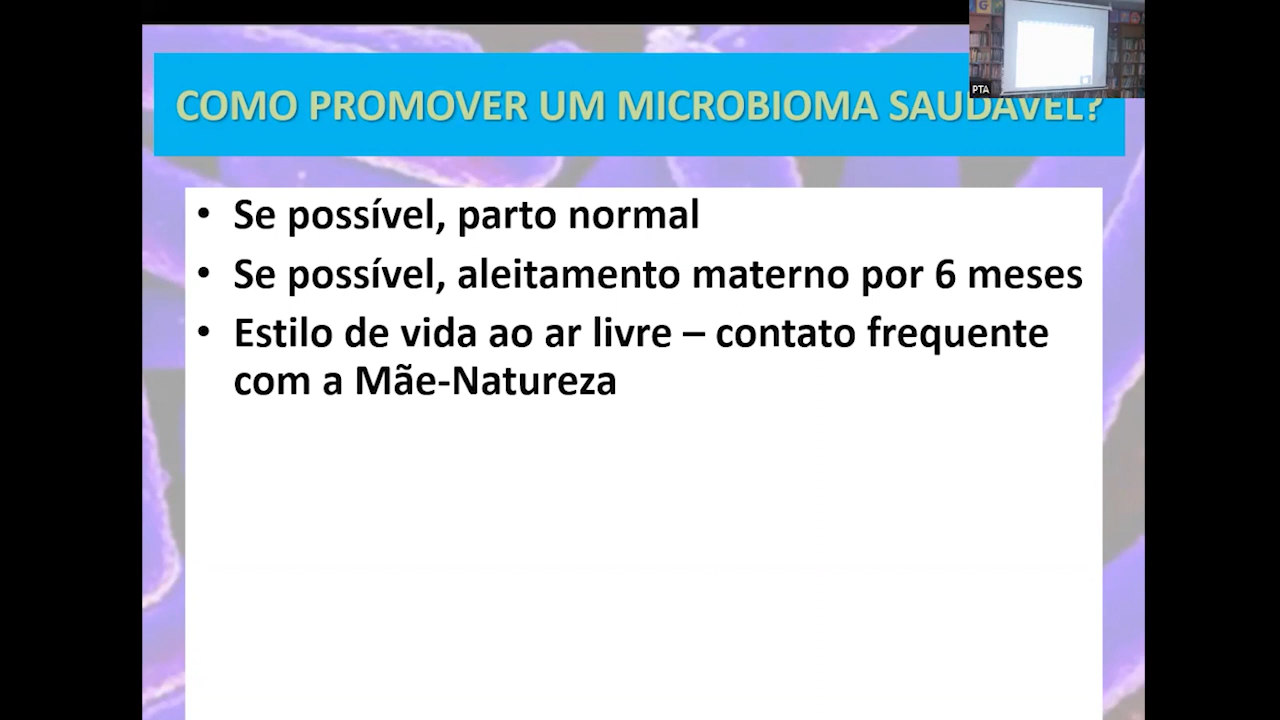 COMO PROMOVER UM MICROBIOMA SAUDÁVEL?
PTA
• Se possível, parto normal
• Se possível, aleitamento materno por 6 meses
• Estilo de vida ao ar livre – contato frequente
com a Mãe-Natureza